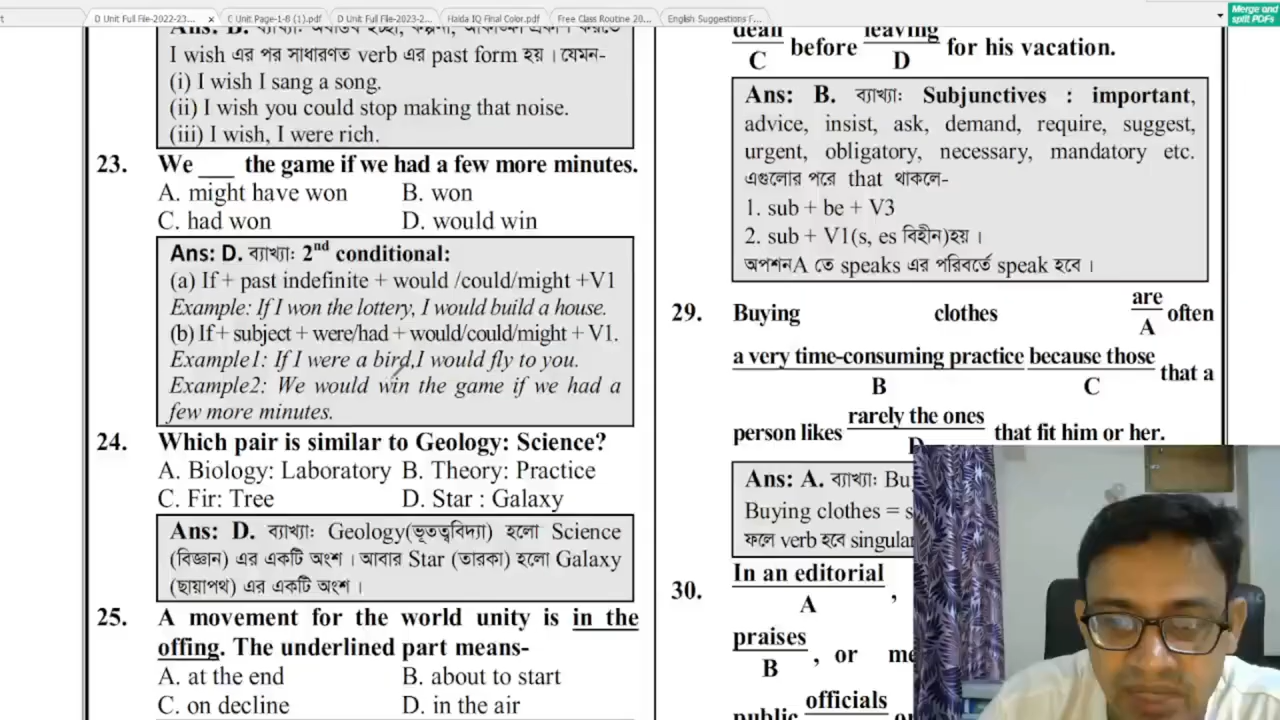 D Unit Full File-2022-23...
C Unit Page-1-8 (1).pdf
D Unit Full File-2023-2...
Haida IQ Final Color.pdf
Free Class Routine 20...
English Suggestions F...
Merge and
split PDFs
I wish এর পর সাধারণত verb এর past form হয়। যেমন-
(i) I wish I sang a song.
(ii) I wish you could stop making that noise.
(iii) I wish, I were rich.
23. We ___ the game if we had a few more minutes.
A. might have won B. won
C. had won D. would win
Ans: D. ব্যাখ্যাঃ 2nd conditional:
(a) If + past indefinite + would /could/might +V1
Example: If I won the lottery, I would build a house.
(b) If + subject + were/had + would/could/might + V1.
Example1: If I were a bird,I would fly to you.
Example2: We would win the game if we had a
few more minutes.
24. Which pair is similar to Geology: Science?
A. Biology: Laboratory B. Theory: Practice
C. Fir: Tree D. Star : Galaxy
Ans: D. ব্যাখ্যাঃ Geology(ভূতত্ত্ববিদ্যা) হলো Science
(বিজ্ঞান) এর একটি অংশ। আবার Star (তারকা) হলো Galaxy
(ছায়াপথ) এর একটি অংশ।
25. A movement for the world unity is in the
offing. The underlined part means-
A. at the end B. about to start
C. on decline D. in the air
dean before leaving for his vacation.
C D
Ans: B. ব্যাখ্যাঃ Subjunctives : important,
advice, insist, ask, demand, require, suggest,
urgent, obligatory, necessary, mandatory etc.
এগুলোর পরে that থাকলে-
1. sub + be + V3
2. sub + V1(s, es বিহীন)হয়।
অপশনA তে speaks এর পরিবর্তে speak হবে।
29. Buying clothes are often
A
a very time-consuming practice because those that a
B C
person likes rarely the ones that fit him or her.
D
Ans: A. ব্যাখ্যাঃ Bu
Buying clothes = s
ফলে verb হবে singular
30. In an editorial ,
A
praises , or me
B
public officials or